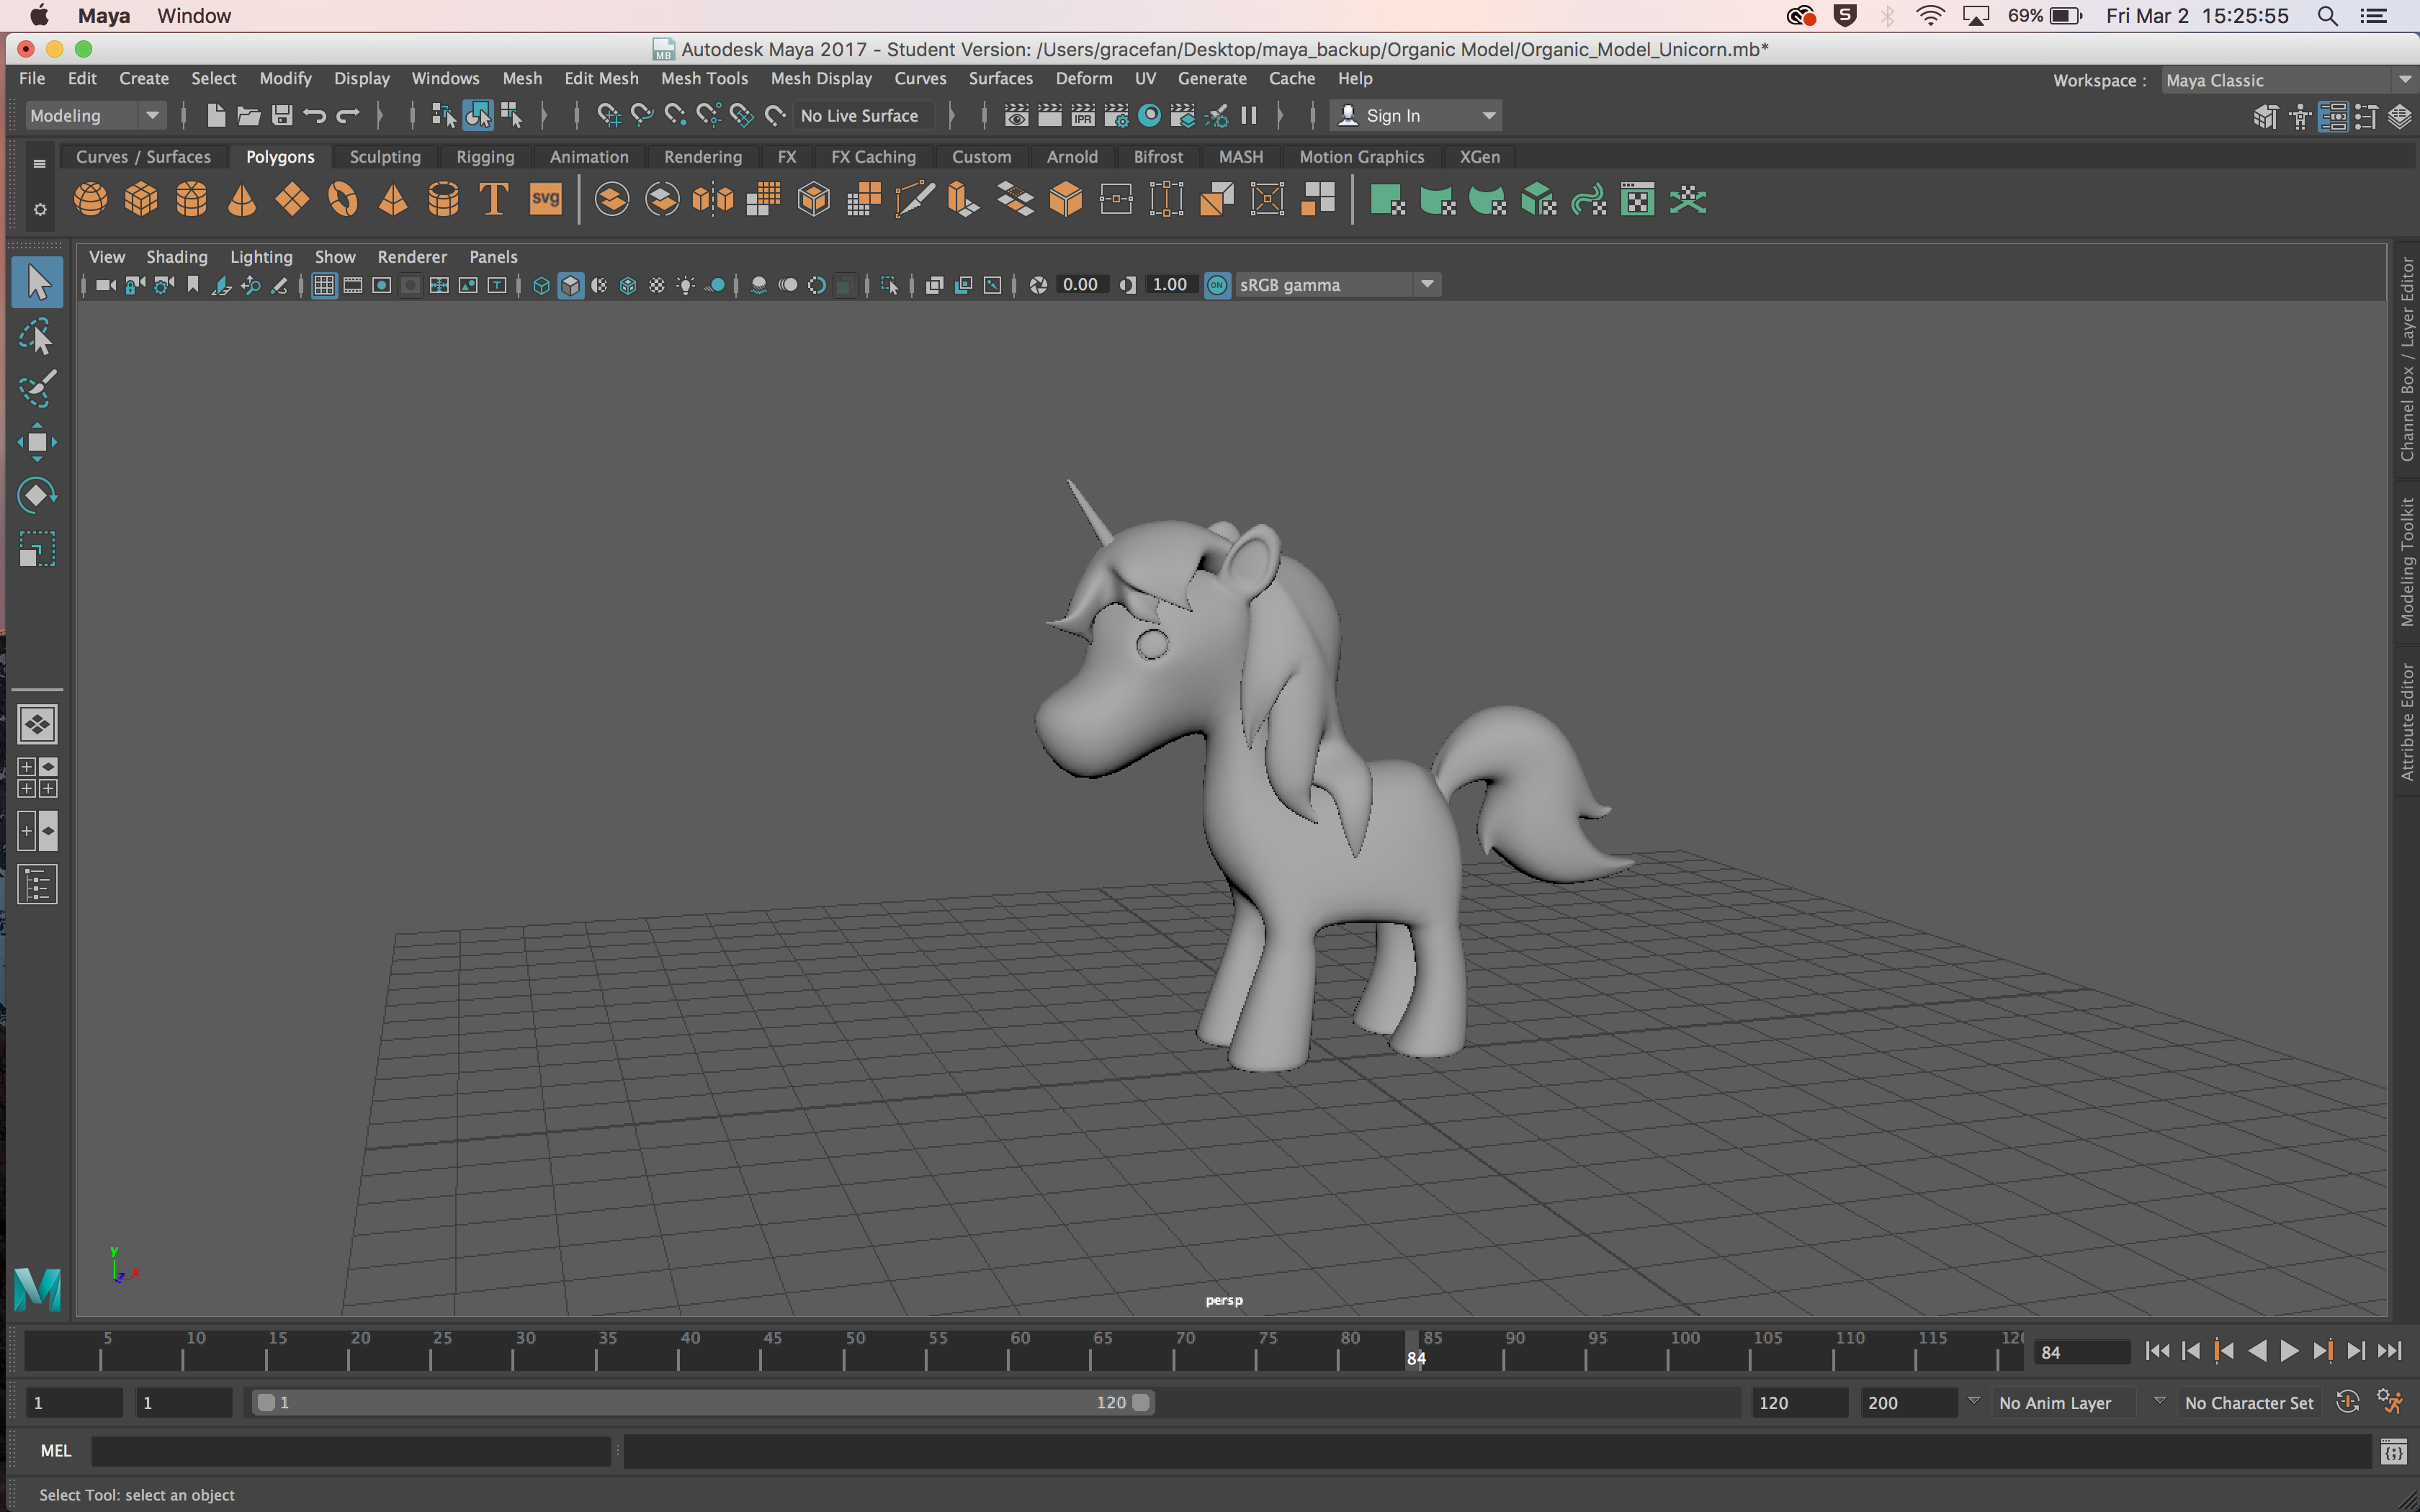 Maya Window 69% Fri Mar 2 15:25:55
Autodesk Maya 2017 - Student Version: /Users/gracefan/Desktop/maya_backup/Organic Model/Organic_Model_Unicorn.mb*
File Edit Create Select Modify Display Windows Mesh Edit Mesh Mesh Tools Mesh Display Curves Surfaces Deform UV Generate Cache Help Workspace : Maya Classic
Modeling No Live Surface IPR Sign In
Curves / Surfaces Polygons Sculpting Rigging Animation Rendering FX FX Caching Custom Arnold Bifrost MASH Motion Graphics XGen
T svg
View Shading Lighting Show Renderer Panels
0.00 1.00 ON sRGB gamma
Channel Box / Layer Editor
Modeling Toolkit
Attribute Editor
y
z x
persp
5 10 15 20 25 30 35 40 45 50 55 60 65 70 75 80 85 90 95 100 105 110 115 120
84 84
1 1 1 120 120 200 No Anim Layer No Character Set
MEL
Select Tool: select an object